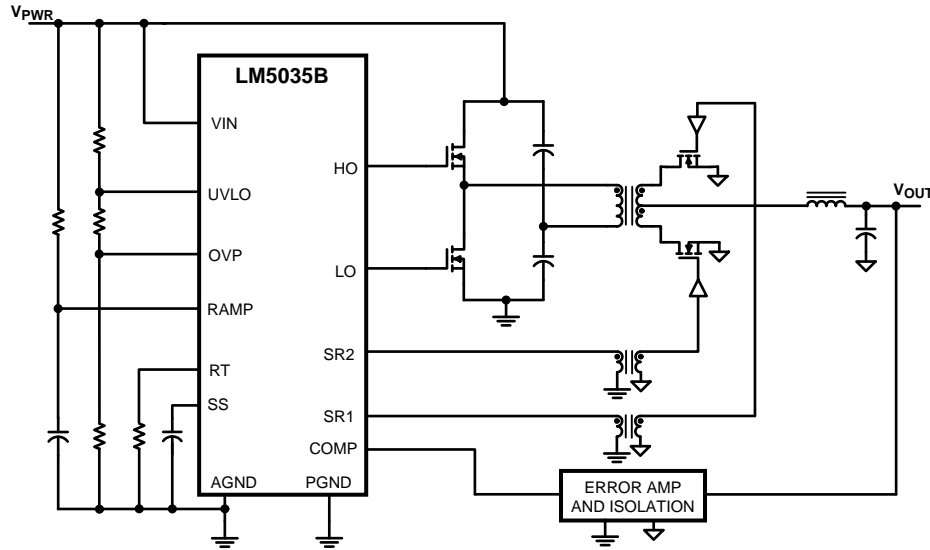 VPWR
LM5035B
VIN
HO
UVLO
VOUT
OVP
LO
RAMP
SR2
RT
SS
SR1
COMP
AGND
PGND
ERROR AMP
AND ISOLATION